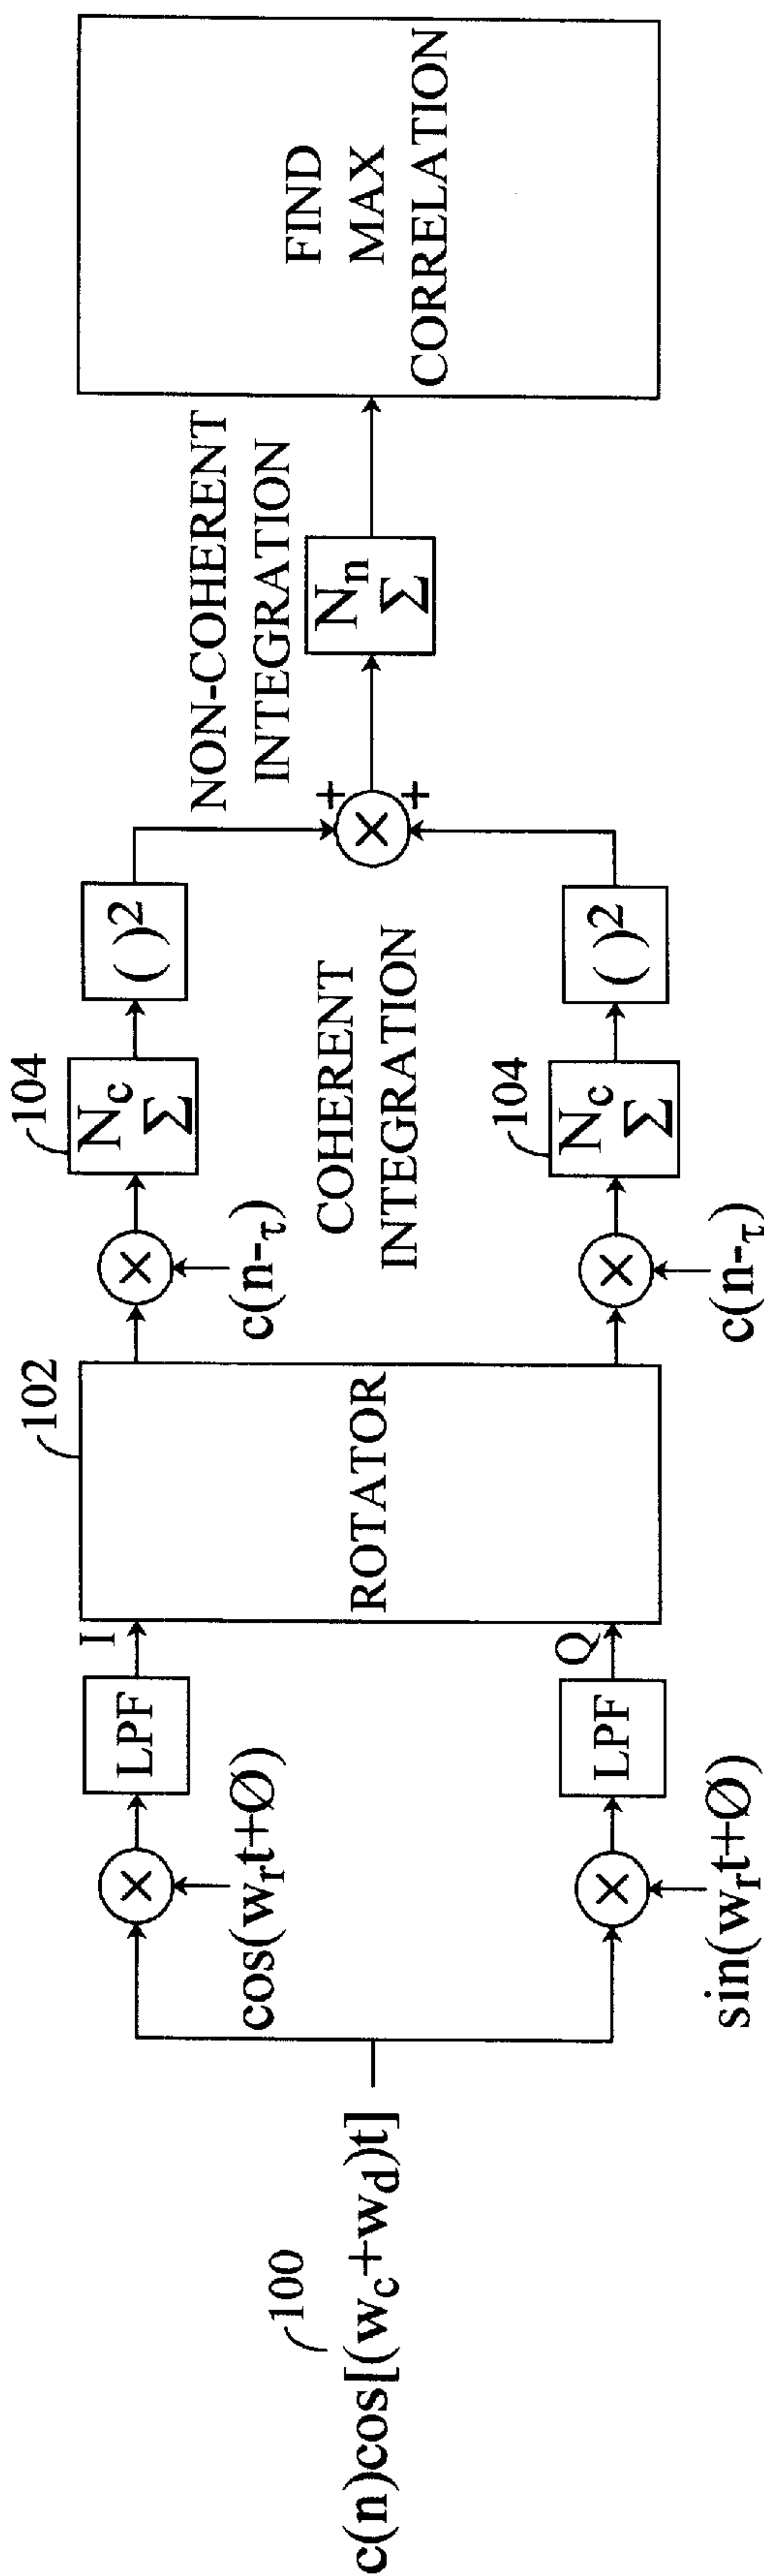 100
c(n)cos[(w_c+w_d)t]
cos(w_rt+Ø)
sin(w_rt+Ø)
LPF
LPF
I
Q
102
ROTATOR
c(n-τ)
c(n-τ)
104
N_c
Σ
104
N_c
Σ
COHERENT
INTEGRATION
( )²
( )²
×
×
×
×
×
+
+
NON-COHERENT
INTEGRATION
N_n
Σ
FIND
MAX
CORRELATION